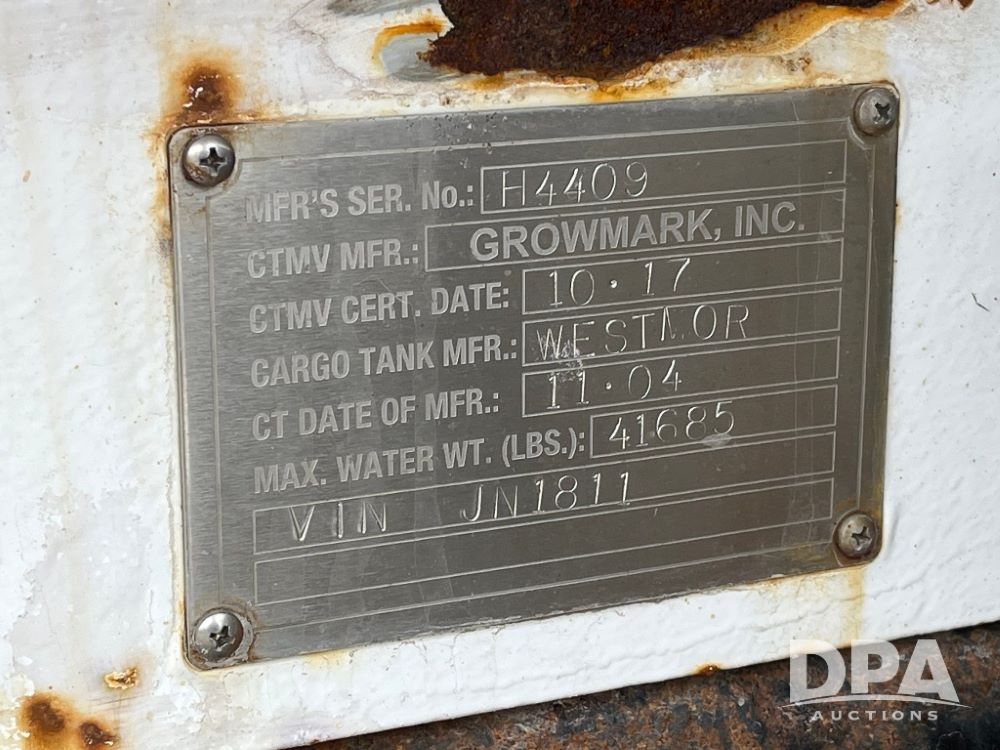 MFR'S SER. No.: H4409
CTMV MFR.: GROWMARK, INC.
CTMV CERT. DATE: 10·17
CARGO TANK MFR.: WESTMOR
CT DATE OF MFR.: 11·04
MAX. WATER WT. (LBS.): 41685
VIN JN1811
DPA
AUCTIONS